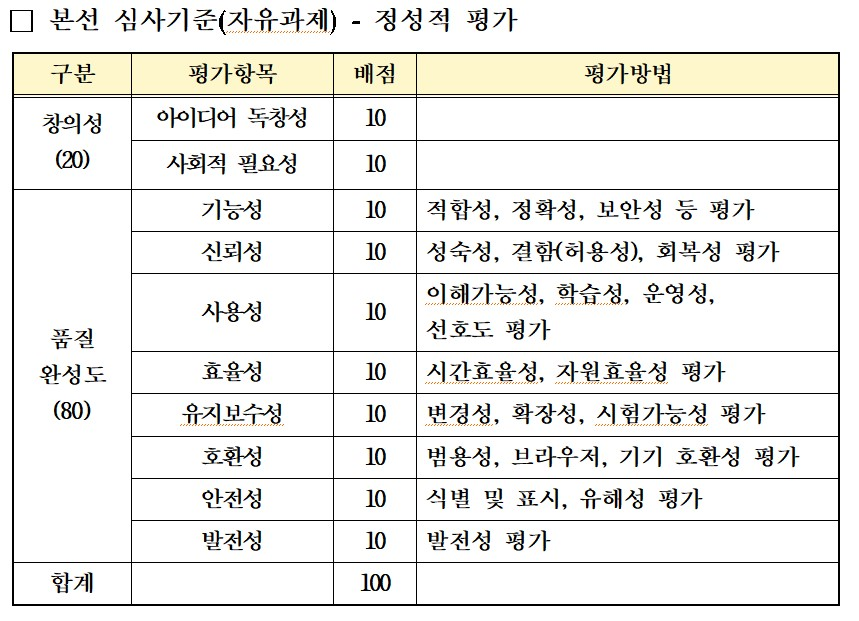 □ 본선 심사기준(자유과제) - 정성적 평가
구분 평가항목 배점 평가방법
창의성
(20)
아이디어 독창성 10
사회적 필요성 10
품질
완성도
(80)
기능성 10 적합성, 정확성, 보안성 등 평가
신뢰성 10 성숙성, 결함(허용성), 회복성 평가
사용성 10 이해가능성, 학습성, 운영성,
선호도 평가
효율성 10 시간효율성, 자원효율성 평가
유지보수성 10 변경성, 확장성, 시험가능성 평가
호환성 10 범용성, 브라우저, 기기 호환성 평가
안전성 10 식별 및 표시, 유해성 평가
발전성 10 발전성 평가
합계 100